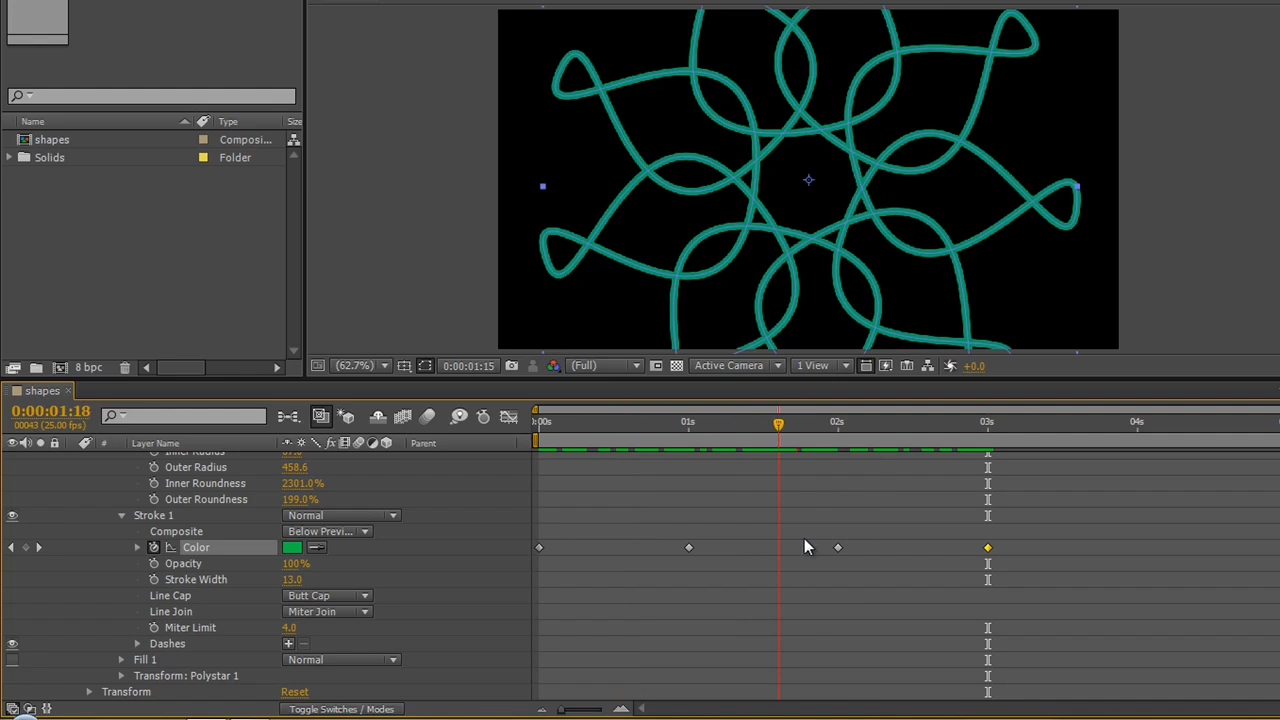 Name Type Size
shapes Composi...
Solids Folder
8 bpc
(62.7%) 0:00:01:15 (Full) Active Camera 1 View +0.0
shapes
0:00:01:18
00043 (25.00 fps)
:00s 01s 02s 03s 04s
# Layer Name Parent
Inner Radius
Outer Radius 458.6
Inner Roundness 2301.0%
Outer Roundness 199.0%
Stroke 1 Normal
Composite Below Previ...
Color
Opacity 100%
Stroke Width 13.0
Line Cap Butt Cap
Line Join Miter Join
Miter Limit 4.0
Dashes
Fill 1 Normal
Transform: Polystar 1
Transform Reset
Toggle Switches / Modes